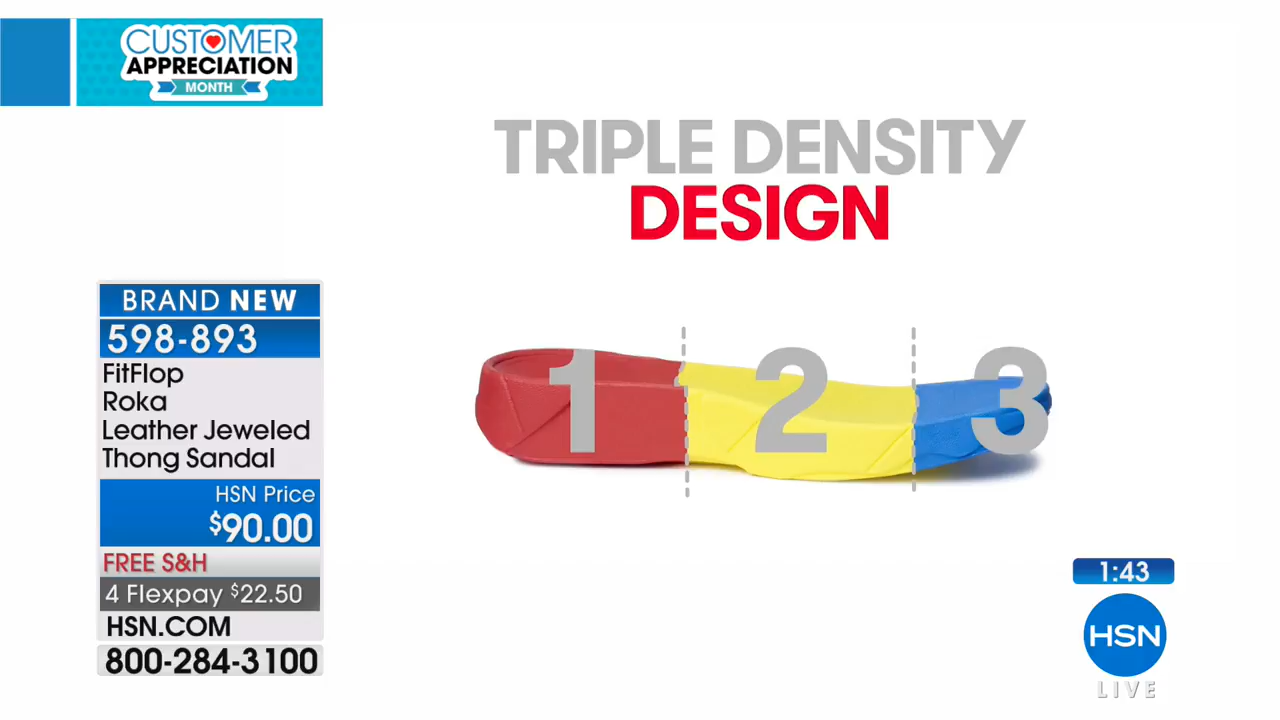 CUSTOMER
APPRECIATION
MONTH
TRIPLE DENSITY
DESIGN
BRAND NEW
598-893
FitFlop
Roka
Leather Jeweled
Thong Sandal
HSN Price
$90.00
FREE S&H
4 Flexpay $22.50
HSN.COM
800-284-3100
1 2 3
1:43
HSN
LIVE